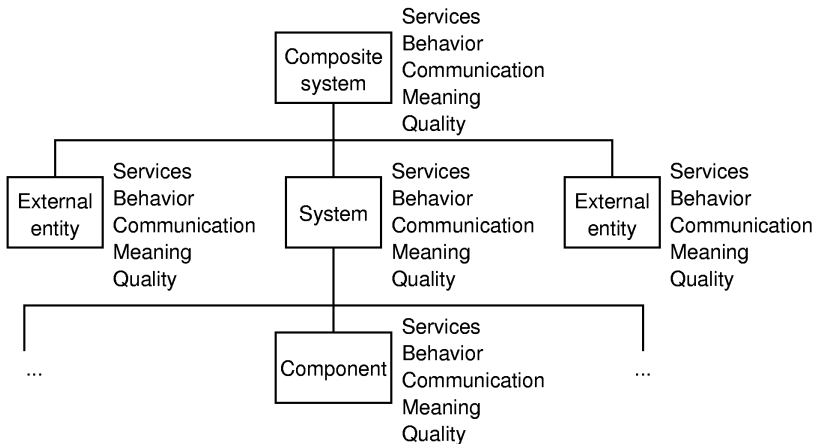 Services
Behavior
Communication
Meaning
Quality
Composite
system
External
entity
Services
Behavior
Communication
Meaning
Quality
System
Services
Behavior
Communication
Meaning
Quality
External
entity
Services
Behavior
Communication
Meaning
Quality
...
Component
Services
Behavior
Communication
Meaning
Quality
...